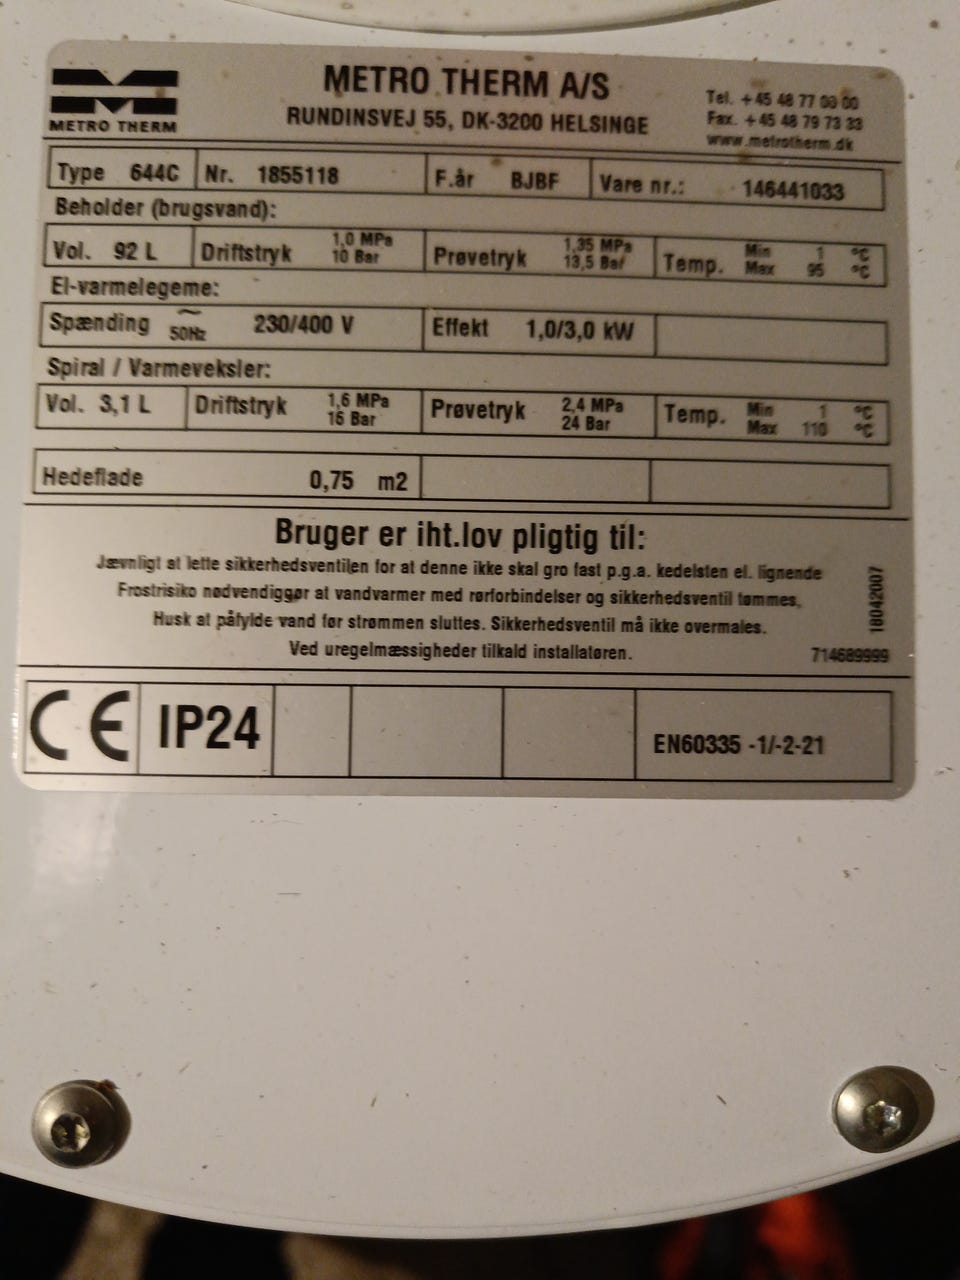 METRO THERM
METRO THERM A/S
RUNDINSVEJ 55, DK-3200 HELSINGE
Tel. +45 48 77 00 00
Fax. +45 48 79 73 33
www.metrotherm.dk
Type 644C Nr. 1855118 F.år BJBF Vare nr.: 146441033
Beholder (brugsvand):
Vol. 92 L Driftstryk 1,0 MPa 10 Bar Prøvetryk 1,35 MPa 13,5 Bar Temp. Min 1 °C Max 95 °C
El-varmelegeme:
Spænding ~ 50Hz 230/400 V Effekt 1,0/3,0 kW
Spiral / Varmeveksler:
Vol. 3,1 L Driftstryk 1,6 MPa 16 Bar Prøvetryk 2,4 MPa 24 Bar Temp. Min 1 °C Max 110 °C
Hedeflade 0,75 m2
Bruger er iht.lov pligtig til:
Jævnligt at lette sikkerhedsventilen for at denne ikke skal gro fast p.g.a. kedelsten el. lignende
Frostrisiko nødvendiggør at vandvarmer med rørforbindelser og sikkerhedsventil tømmes.
Husk at påfylde vand før strømmen sluttes. Sikkerhedsventil må ikke overmales.
Ved uregelmæssigheder tilkald installatøren.
18042007
714689999
CE IP24 EN60335 -1/-2-21